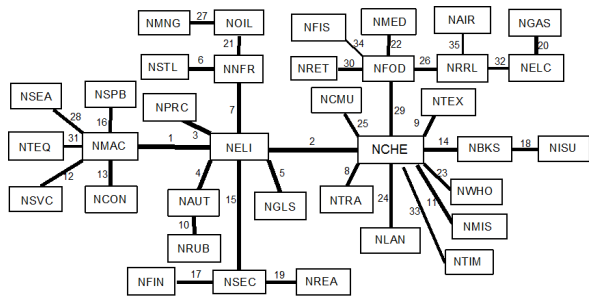 NMNG 27 NOIL NFIS NMED NAIR NGAS
21 34 22 35 20
NSTL 6 NNFR NRET 30 NFOD 26 NRRL 32 NELC
NSEA NSPB NPRC NCMU NTEX
28 16 3 7 25 29 9
NTEQ 31 NMAC 1 NELI 2 NCHE 14 NBKS 18 NISU
12 13 4 5 8 23
NSVC NCON NAUT 15 NGLS NTRA 24 11 NWHO
10 33 NMIS
NRUB NLAN NTIM
NFIN 17 NSEC 19 NREA